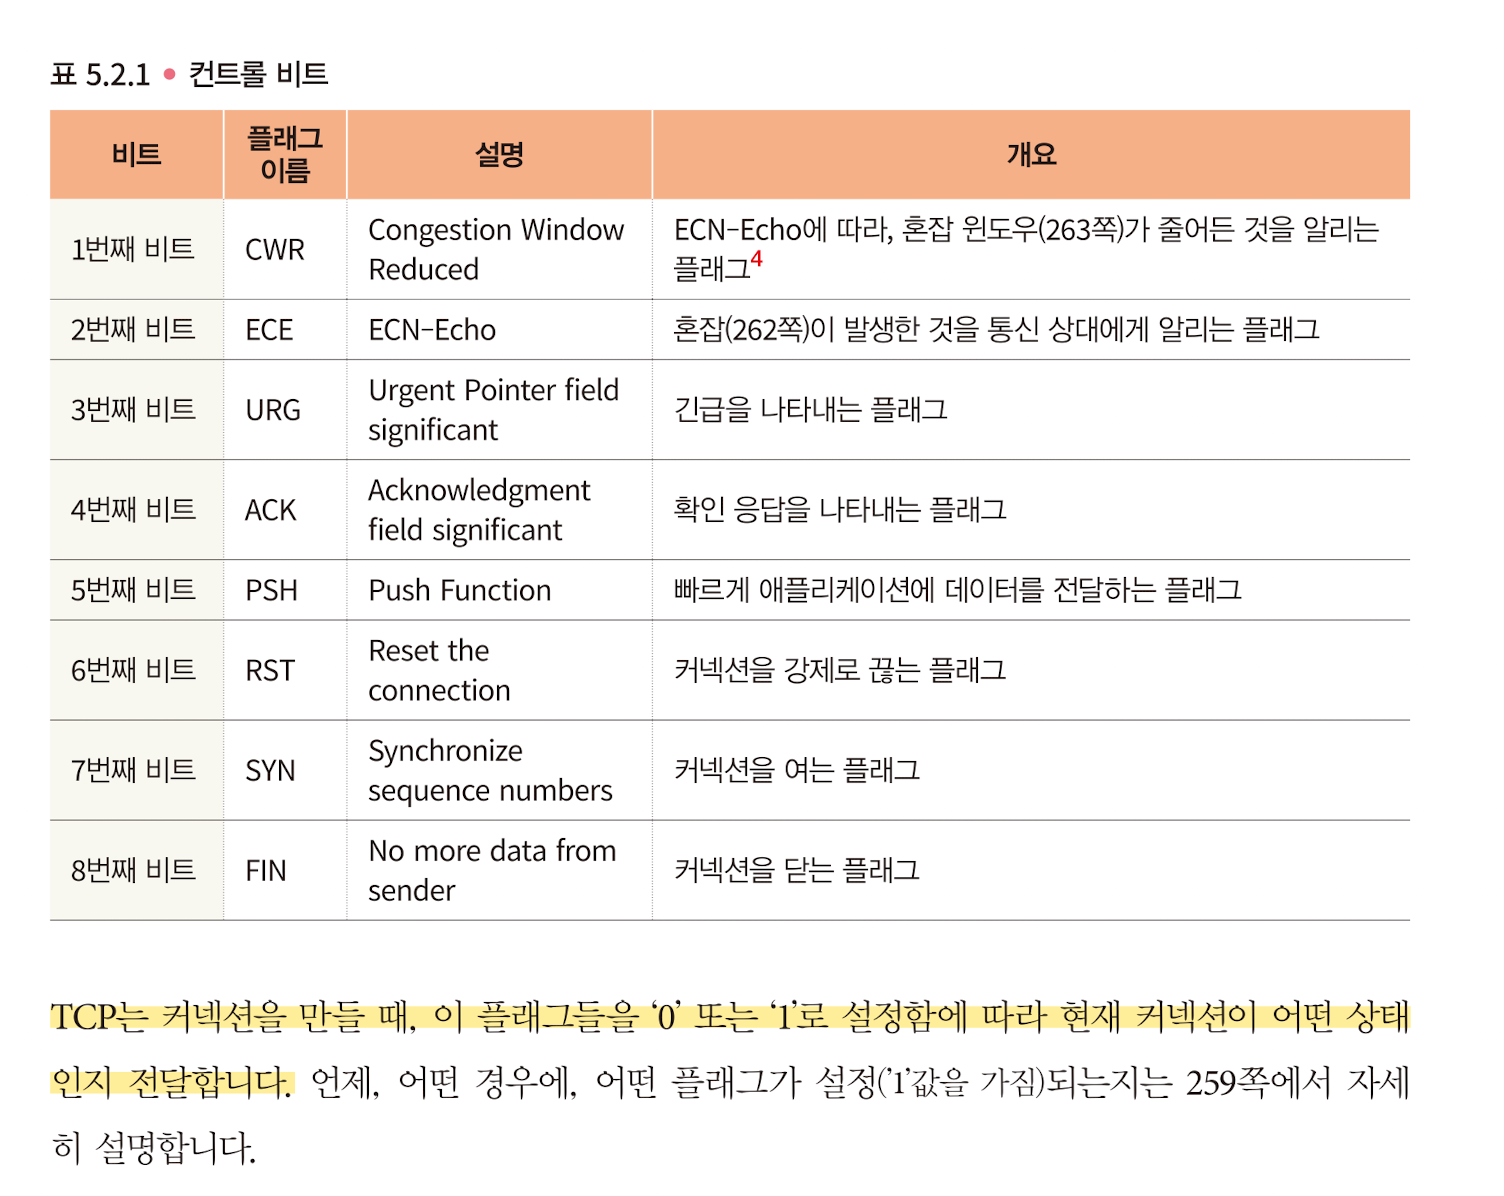 표 5.2.1 • 컨트롤 비트
비트 플래그 이름 설명 개요
1번째 비트 CWR Congestion Window Reduced ECN-Echo에 따라, 혼잡 윈도우(263쪽)가 줄어든 것을 알리는 플래그4
2번째 비트 ECE ECN-Echo 혼잡(262쪽)이 발생한 것을 통신 상대에게 알리는 플래그
3번째 비트 URG Urgent Pointer field significant 긴급을 나타내는 플래그
4번째 비트 ACK Acknowledgment field significant 확인 응답을 나타내는 플래그
5번째 비트 PSH Push Function 빠르게 애플리케이션에 데이터를 전달하는 플래그
6번째 비트 RST Reset the connection 커넥션을 강제로 끊는 플래그
7번째 비트 SYN Synchronize sequence numbers 커넥션을 여는 플래그
8번째 비트 FIN No more data from sender 커넥션을 닫는 플래그
TCP는 커넥션을 만들 때, 이 플래그들을 ‘0’ 또는 ‘1’로 설정함에 따라 현재 커넥션이 어떤 상태
인지 전달합니다. 언제, 어떤 경우에, 어떤 플래그가 설정(’1’값을 가짐)되는지는 259쪽에서 자세
히 설명합니다.